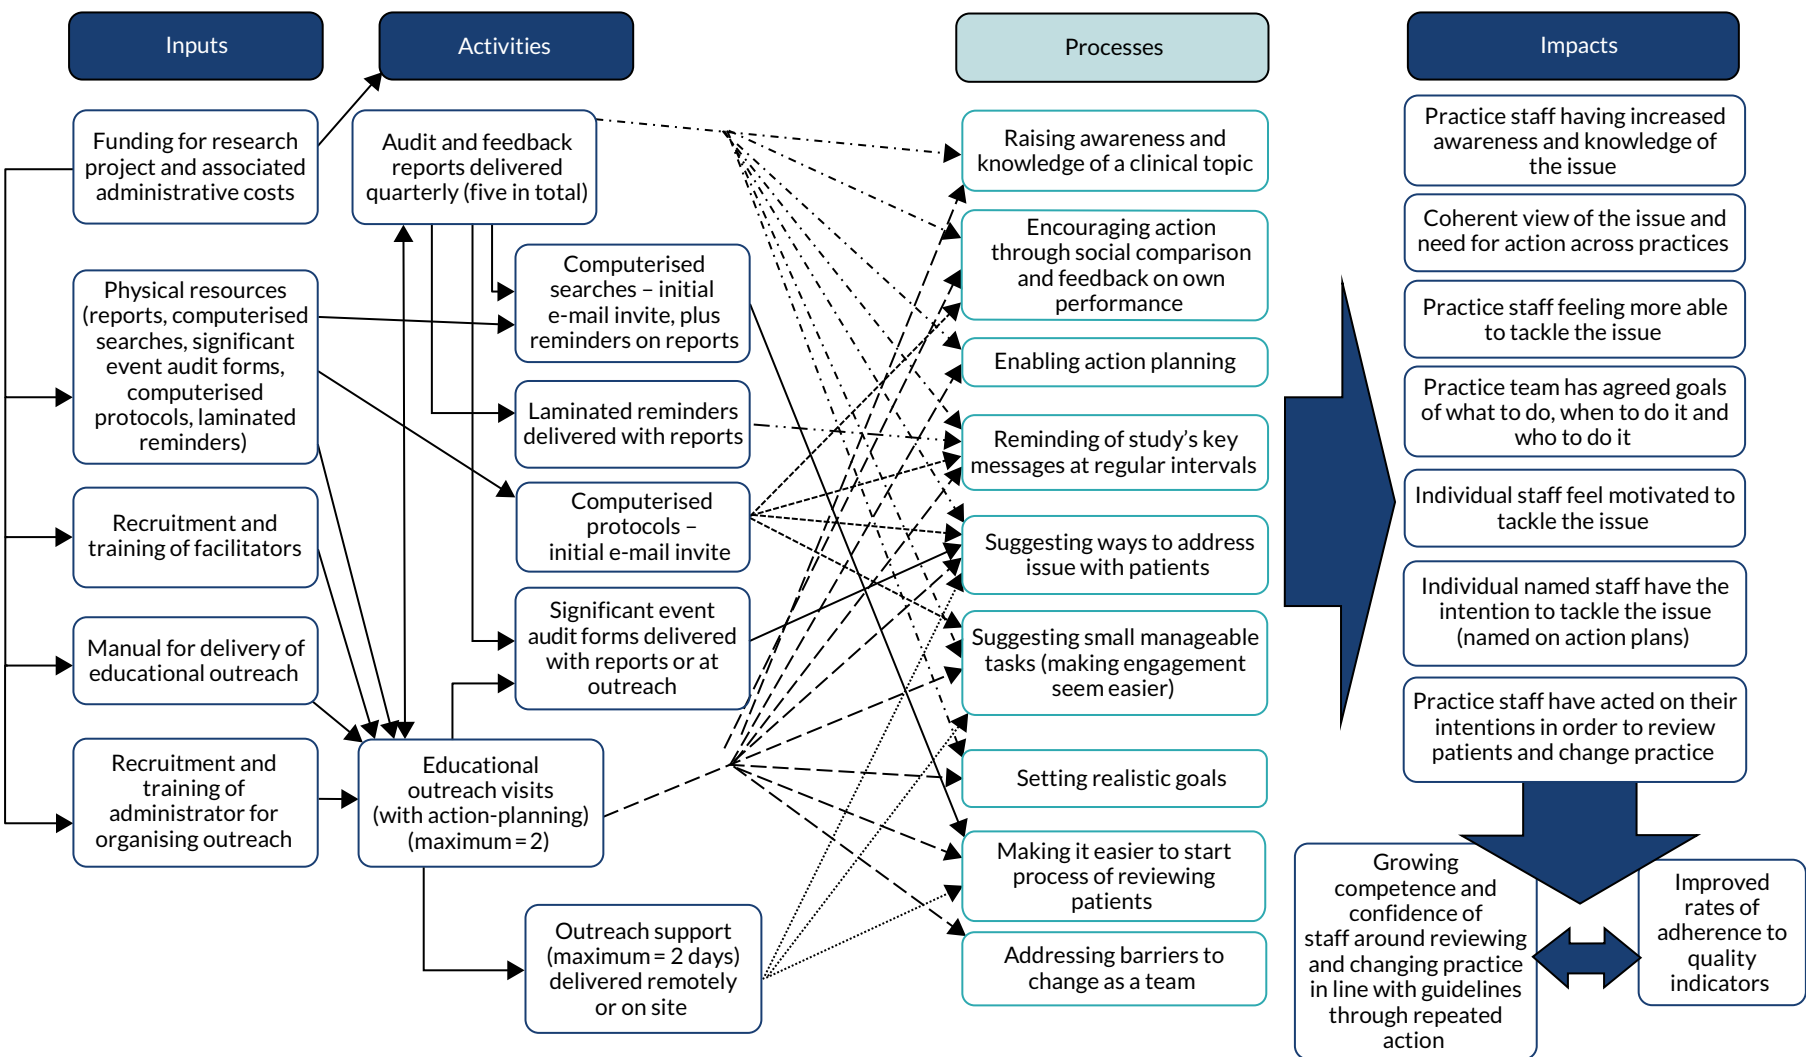 Inputs
Activities
Processes
Impacts
Funding for research
project and associated
administrative costs
Physical resources
(reports, computerised
searches, significant
event audit forms,
computerised
protocols, laminated
reminders)
Recruitment and
training of facilitators
Manual for delivery of
educational outreach
Recruitment and
training of
administrator for
organising outreach
Audit and feedback
reports delivered
quarterly (five in total)
Computerised
searches – initial
e-mail invite, plus
reminders on reports
Laminated reminders
delivered with reports
Computerised
protocols –
initial e-mail invite
Significant event
audit forms delivered
with reports or at
outreach
Educational
outreach visits
(with action-planning)
(maximum = 2)
Outreach support
(maximum = 2 days)
delivered remotely
or on site
Raising awareness and
knowledge of a clinical topic
Encouraging action
through social comparison
and feedback on own
performance
Enabling action planning
Reminding of study's key
messages at regular intervals
Suggesting ways to address
issue with patients
Suggesting small manageable
tasks (making engagement
seem easier)
Setting realistic goals
Making it easier to start
process of reviewing
patients
Addressing barriers to
change as a team
Practice staff having increased
awareness and knowledge of
the issue
Coherent view of the issue and
need for action across practices
Practice staff feeling more able
to tackle the issue
Practice team has agreed goals
of what to do, when to do it and
who to do it
Individual staff feel motivated to
tackle the issue
Individual named staff have the
intention to tackle the issue
(named on action plans)
Practice staff have acted on their
intentions in order to review
patients and change practice
Growing
competence and
confidence of
staff around reviewing
and changing practice
in line with guidelines
through repeated
action
Improved
rates of
adherence to
quality
indicators